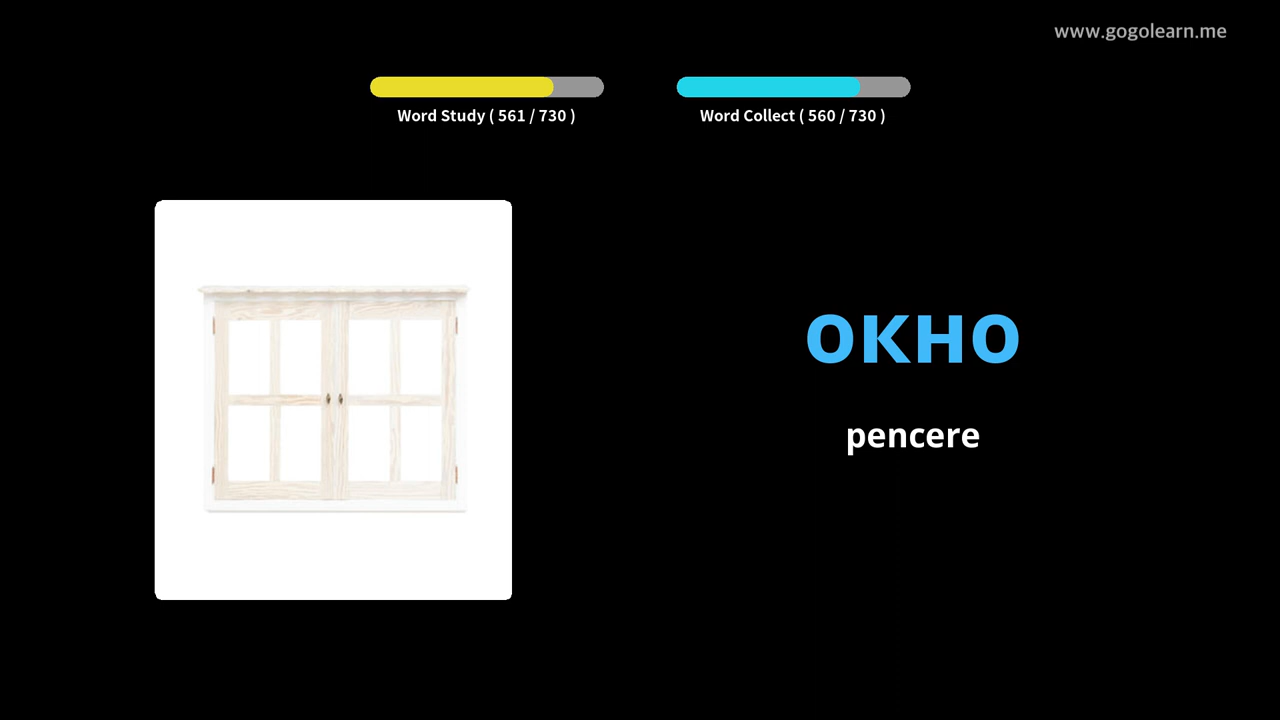 www.gogolearn.me
Word Study ( 561 / 730 )
Word Collect ( 560 / 730 )
окно
pencere